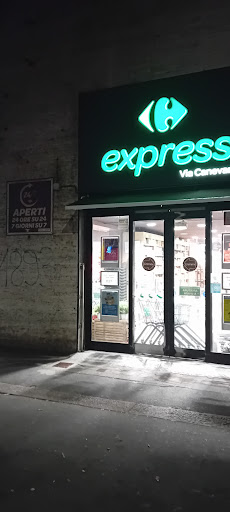 express
Via Caneva
APERTI
24 ORE SU 24
7 GIORNI SU 7